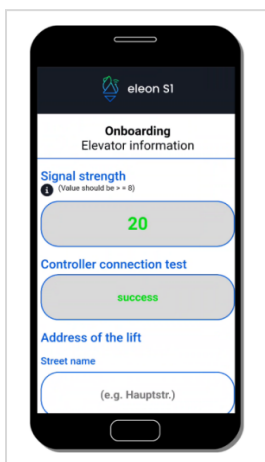 eleon S1
Onboarding
Elevator information
Signal strength
i (Value should be > = 8)
20
Controller connection test
success
Address of the lift
Street name
(e.g. Hauptstr.)